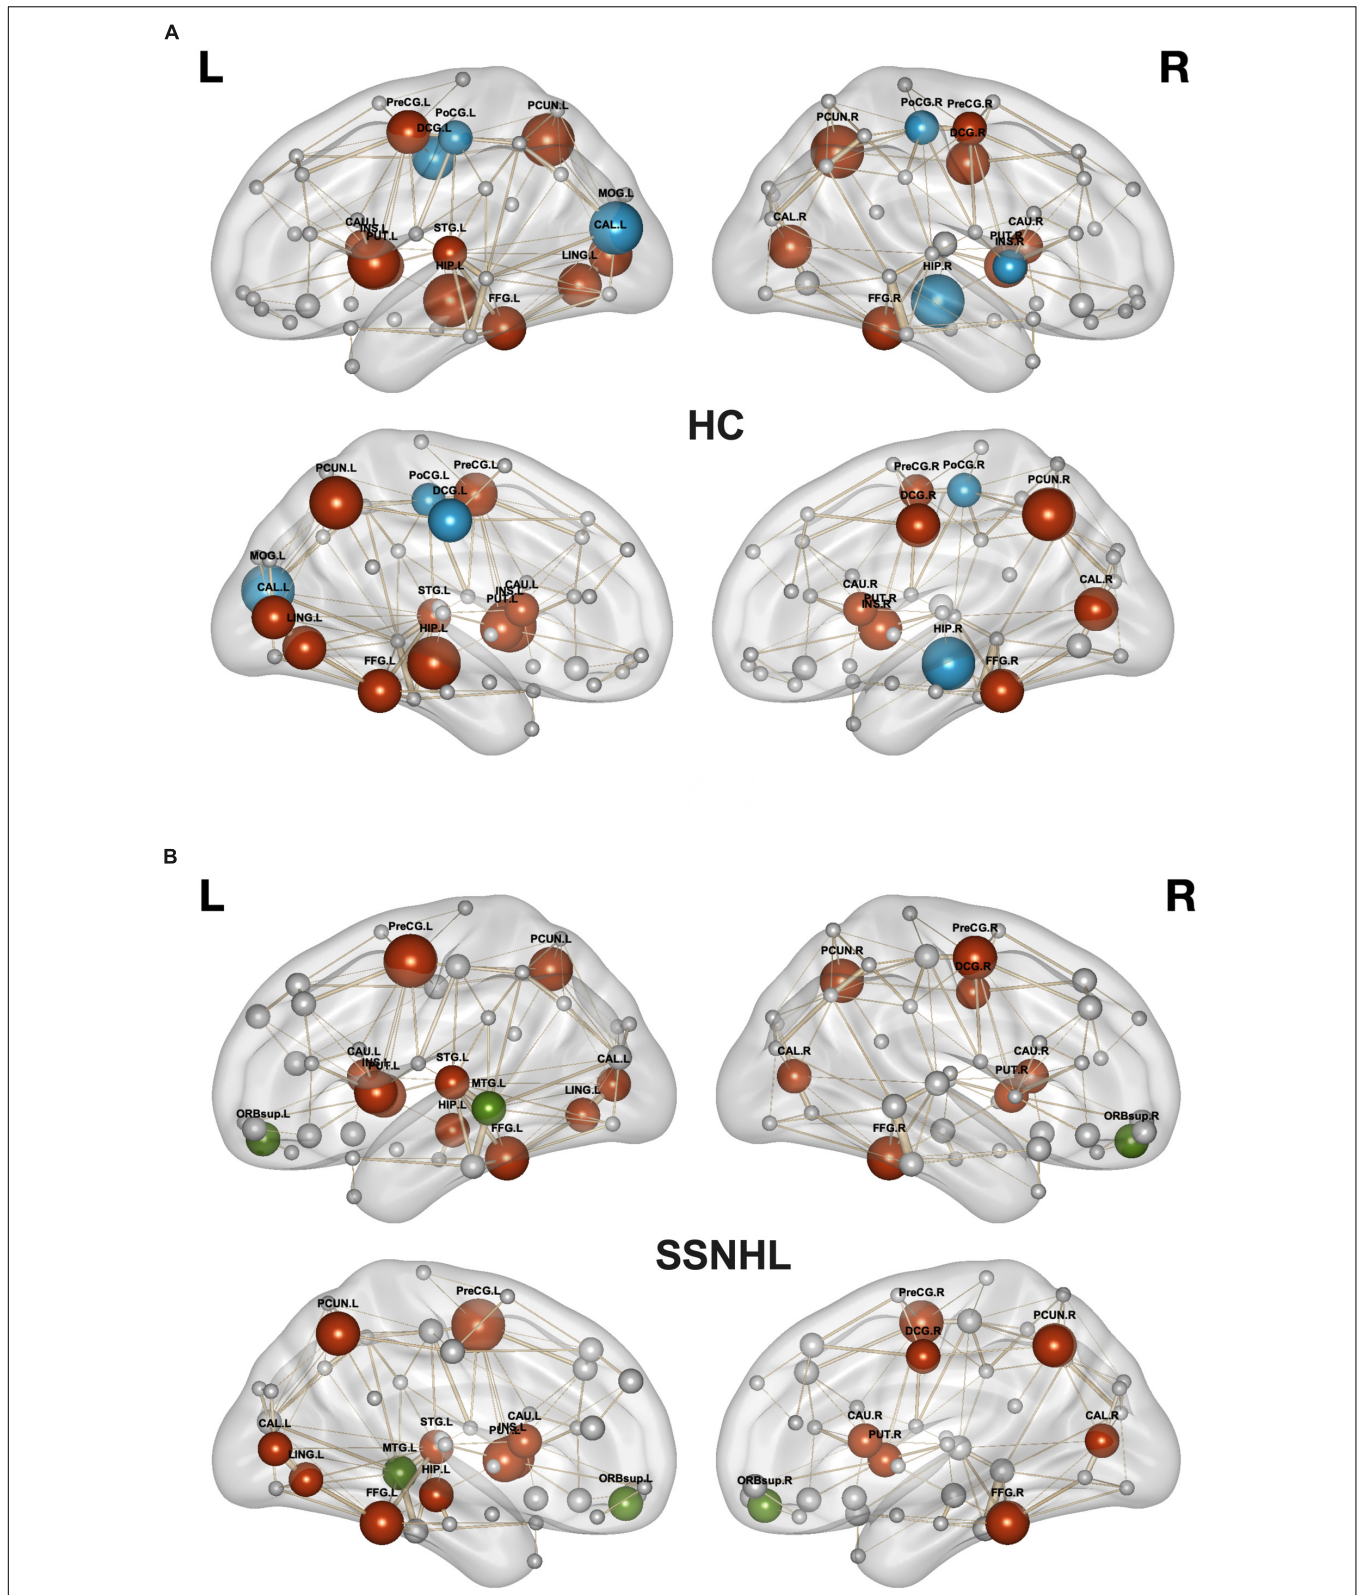 A
L
R
PreCG.L
PoCG.L
DCG.L
PCUN.L
MOG.L
CAL.L
CAU.L
INS.L
PUT.L
STG.L
HIP.L
LING.L
FFG.L
PoCG.R
PreCG.R
PCUN.R
DCG.R
CAL.R
CAU.R
PUT.R
INS.R
HIP.R
FFG.R
HC
PCUN.L
PoCG.L
PreCG.L
DCG.L
MOG.L
CAL.L
LING.L
STG.L
HIP.L
CAU.L
INS.L
PUT.L
FFG.L
PreCG.R
PoCG.R
DCG.R
PCUN.R
CAU.R
PUT.R
INS.R
CAL.R
HIP.R
FFG.R
B
L
R
PreCG.L
PCUN.L
CAU.L
INS.L
PUT.L
STG.L
MTG.L
CAL.L
HIP.L
LING.L
ORBsup.L
FFG.L
PreCG.R
PCUN.R
DCG.R
CAL.R
CAU.R
PUT.R
ORBsup.R
FFG.R
SSNHL
PCUN.L
PreCG.L
CAL.L
STG.L
CAU.L
INS.L
PUT.L
LING.L
MTG.L
HIP.L
ORBsup.L
FFG.L
PreCG.R
DCG.R
PCUN.R
CAU.R
PUT.R
CAL.R
ORBsup.R
FFG.R